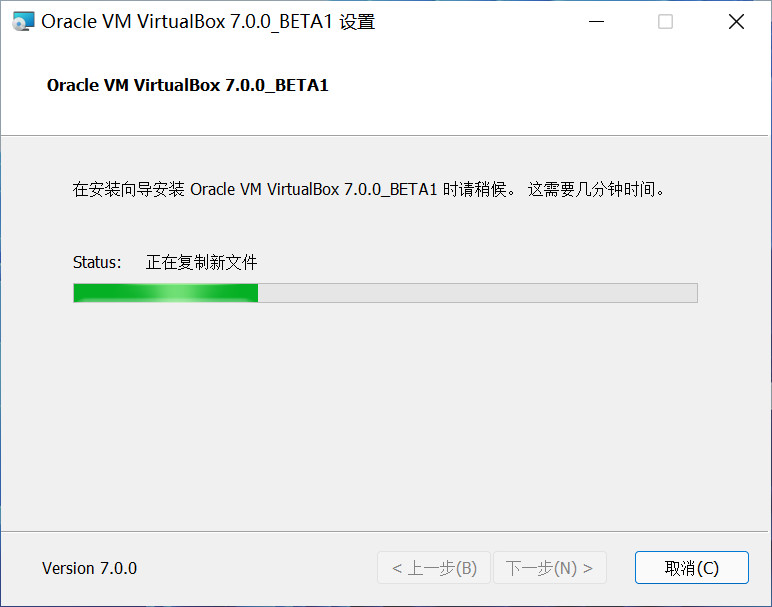 Oracle VM VirtualBox 7.0.0_BETA1 设置
Oracle VM VirtualBox 7.0.0_BETA1
在安装向导安装 Oracle VM VirtualBox 7.0.0_BETA1 时请稍候。 这需要几分钟时间。
Status: 正在复制新文件
Version 7.0.0 < 上一步(B) 下一步(N) > 取消(C)